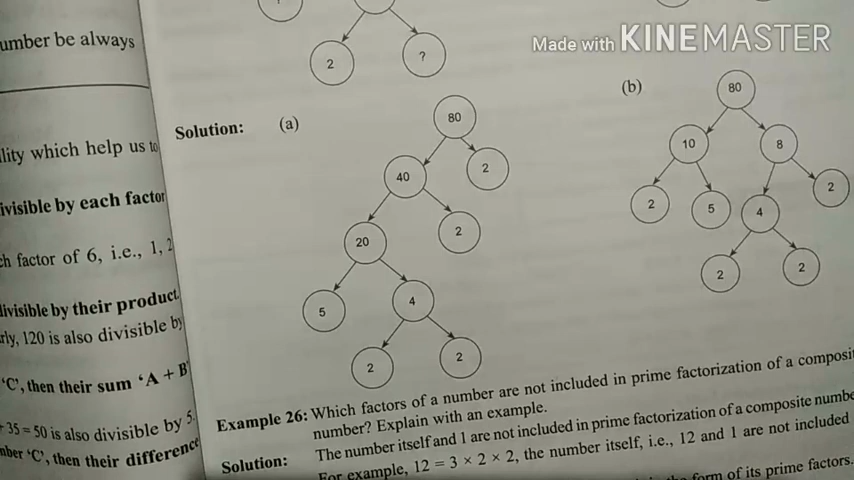 umber be always
lity which help us to
ivisible by each factor
ch factor of 6, i.e., 1, 2
divisible by their product.
rly, 120 is also divisible by
'C', then their sum 'A + B'
35 = 50 is also divisible by 5.
mber 'C', then their difference
Made with KINEMASTER
2 ?
Solution: (a)
80
40 2
20 2
5 4
2 2
(b)
80
10 8
2 5 4 2
2 2
Example 26: Which factors of a number are not included in prime factorization of a composit
number? Explain with an example.
Solution: The number itself and 1 are not included in prime factorization of a composite numbe
For example, 12 = 3 × 2 × 2, the number itself, i.e., 12 and 1 are not included
form of its prime factors.